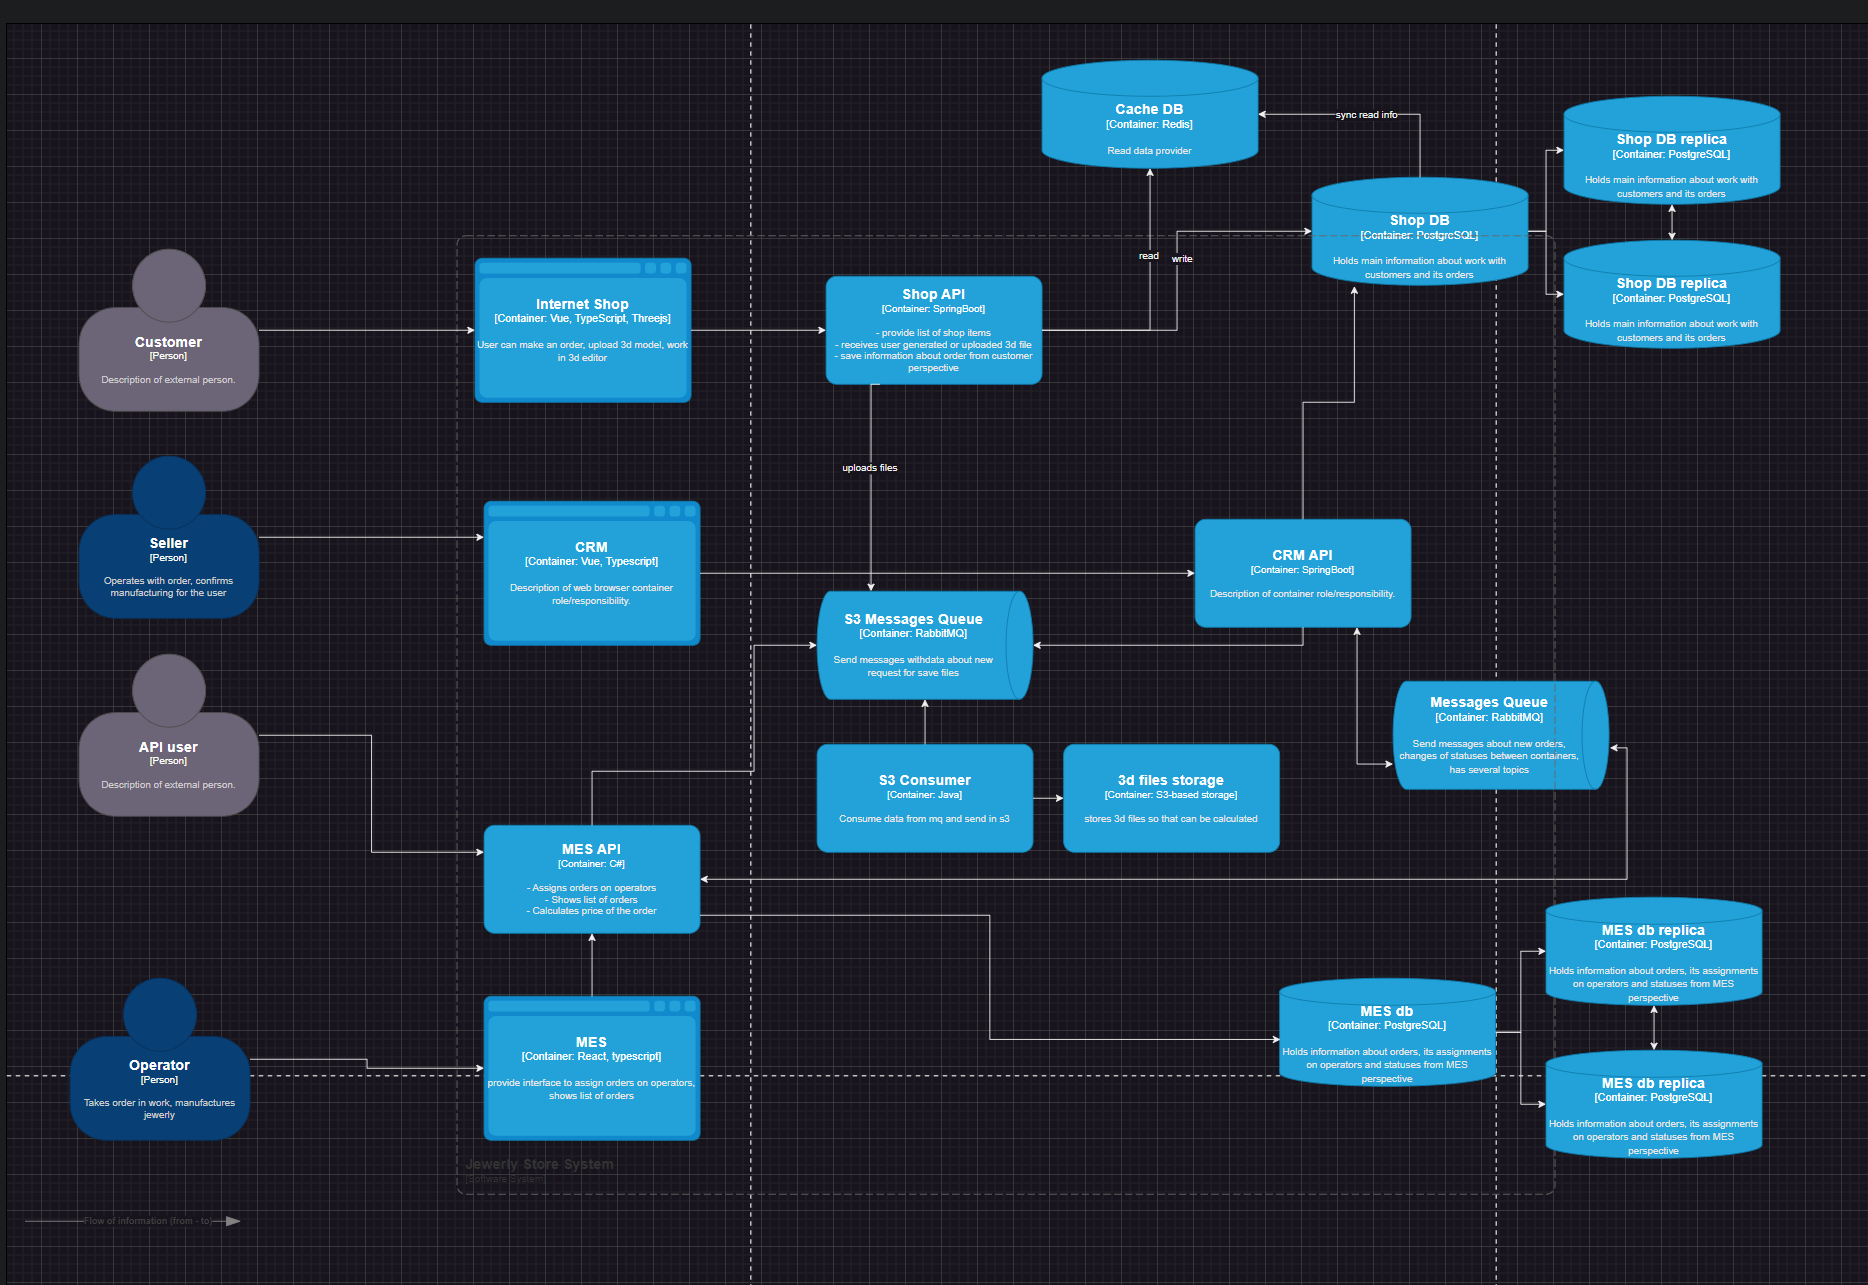 Cache DB
[Container: Redis]
Read data provider
sync read info
Shop DB replica
[Container: PostgreSQL]
Holds main information about work with
customers and its orders
Shop DB
[Container: PostgreSQL]
Holds main information about work with
customers and its orders
Shop DB replica
[Container: PostgreSQL]
Holds main information about work with
customers and its orders
read
write
Customer
[Person]
Description of external person.
Internet Shop
[Container: Vue, TypeScript, Threejs]
User can make an order, upload 3d model, work
in 3d editor
Shop API
[Container: SpringBoot]
- provide list of shop items
- receives user generated or uploaded 3d file
- save information about order from customer
perspective
uploads files
Seller
[Person]
Operates with order, confirms
manufacturing for the user
CRM
[Container: Vue, Typescript]
Description of web browser container
role/responsibility.
CRM API
[Container: SpringBoot]
Description of container role/responsibility.
S3 Messages Queue
[Container: RabbitMQ]
Send messages withdata about new
request for save files
Messages Queue
[Container: RabbitMQ]
Send messages about new orders,
changes of statuses between containers,
has several topics
API user
[Person]
Description of external person.
S3 Consumer
[Container: Java]
Consume data from mq and send in s3
3d files storage
[Container: S3-based storage]
stores 3d files so that can be calculated
MES API
[Container: C#]
- Assigns orders on operators
- Shows list of orders
- Calculates price of the order
MES db replica
[Container: PostgreSQL]
Holds information about orders, its assignments
on operators and statuses from MES
perspective
MES db
[Container: PostgreSQL]
Holds information about orders, its assignments
on operators and statuses from MES
perspective
MES db replica
[Container: PostgreSQL]
Holds information about orders, its assignments
on operators and statuses from MES
perspective
Operator
[Person]
Takes order in work, manufactures
jewerly
MES
[Container: React, typescript]
provide interface to assign orders on operators,
shows list of orders
Jewerly Store System
[Software System]
Flow of information (from - to)